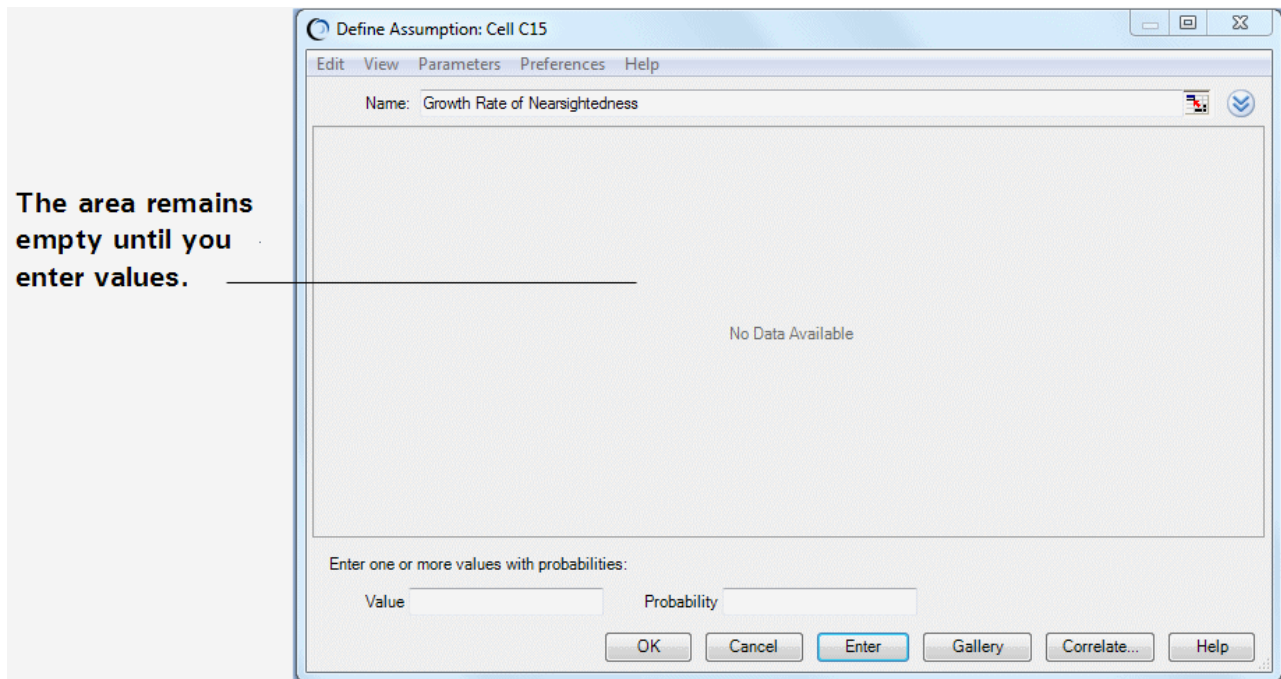 Define Assumption: Cell C15
Edit View Parameters Preferences Help
Name: Growth Rate of Nearsightedness
The area remains
empty until you
enter values.
No Data Available
Enter one or more values with probabilities:
Value Probability
OK Cancel Enter Gallery Correlate... Help